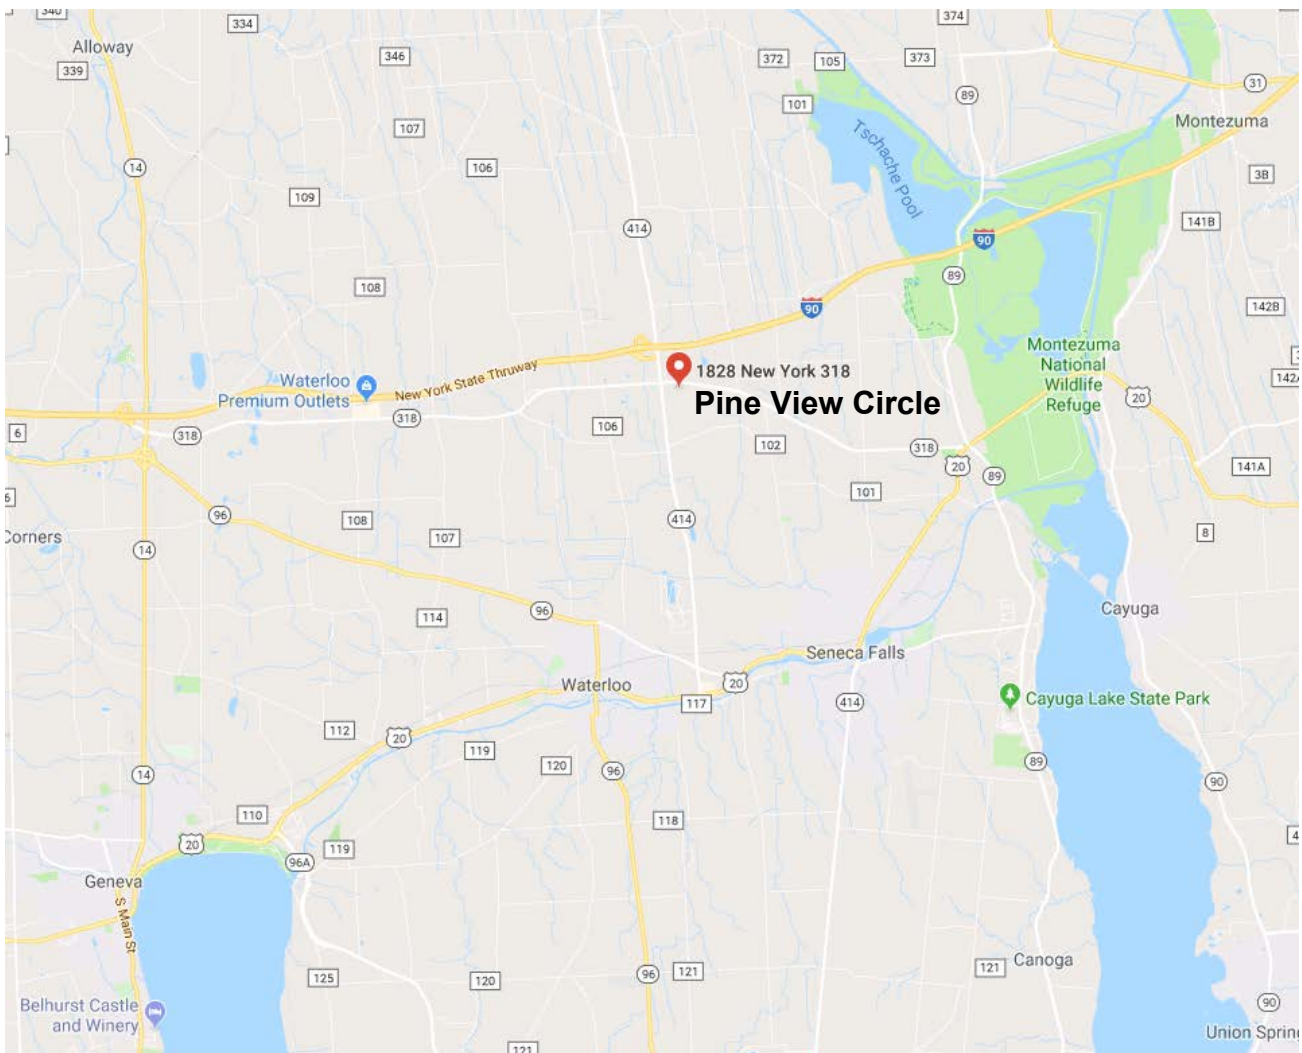 340
334
374
Alloway
339
346
372
105
373
31
101
89
Montezuma
107
Tschache Pool
14
106
3B
109
141B
414
90
89
108
142B
90
Montezuma
National
Wildlife
Refuge
1828 New York 318
Pine View Circle
Waterloo
Premium Outlets
New York State Thruway
142A
20
318
106
6
318
102
318
20
89
141A
101
96
108
414
107
8
Corners
14
96
114
Cayuga
Seneca Falls
Waterloo
20
117
414
Cayuga Lake State Park
112
20
119
120
96
89
14
90
110
118
20
119
96A
Geneva
S Main St
125
120
96
121
121
Canoga
Belhurst Castle
and Winery
90
Union Spring
121